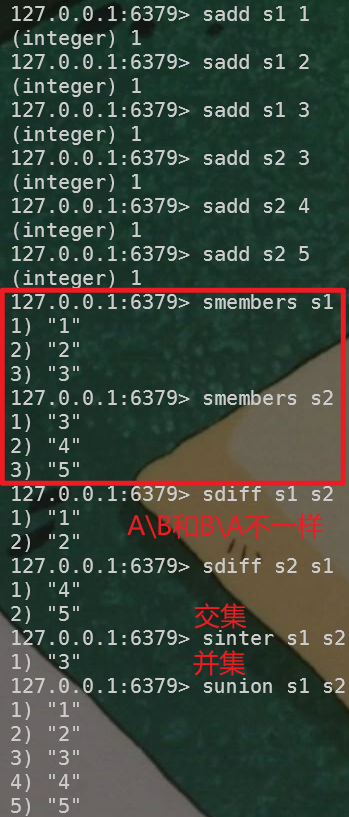 127.0.0.1:6379> sadd s1 1
(integer) 1
127.0.0.1:6379> sadd s1 2
(integer) 1
127.0.0.1:6379> sadd s1 3
(integer) 1
127.0.0.1:6379> sadd s2 3
(integer) 1
127.0.0.1:6379> sadd s2 4
(integer) 1
127.0.0.1:6379> sadd s2 5
(integer) 1
127.0.0.1:6379> smembers s1
1) "1"
2) "2"
3) "3"
127.0.0.1:6379> smembers s2
1) "3"
2) "4"
3) "5"
127.0.0.1:6379> sdiff s1 s2
1) "1"
A\B和B\A不一样
2) "2"
127.0.0.1:6379> sdiff s2 s1
1) "4"
2) "5"
交集
127.0.0.1:6379> sinter s1 s2
1) "3"
并集
127.0.0.1:6379> sunion s1 s2
1) "1"
2) "2"
3) "3"
4) "4"
5) "5"